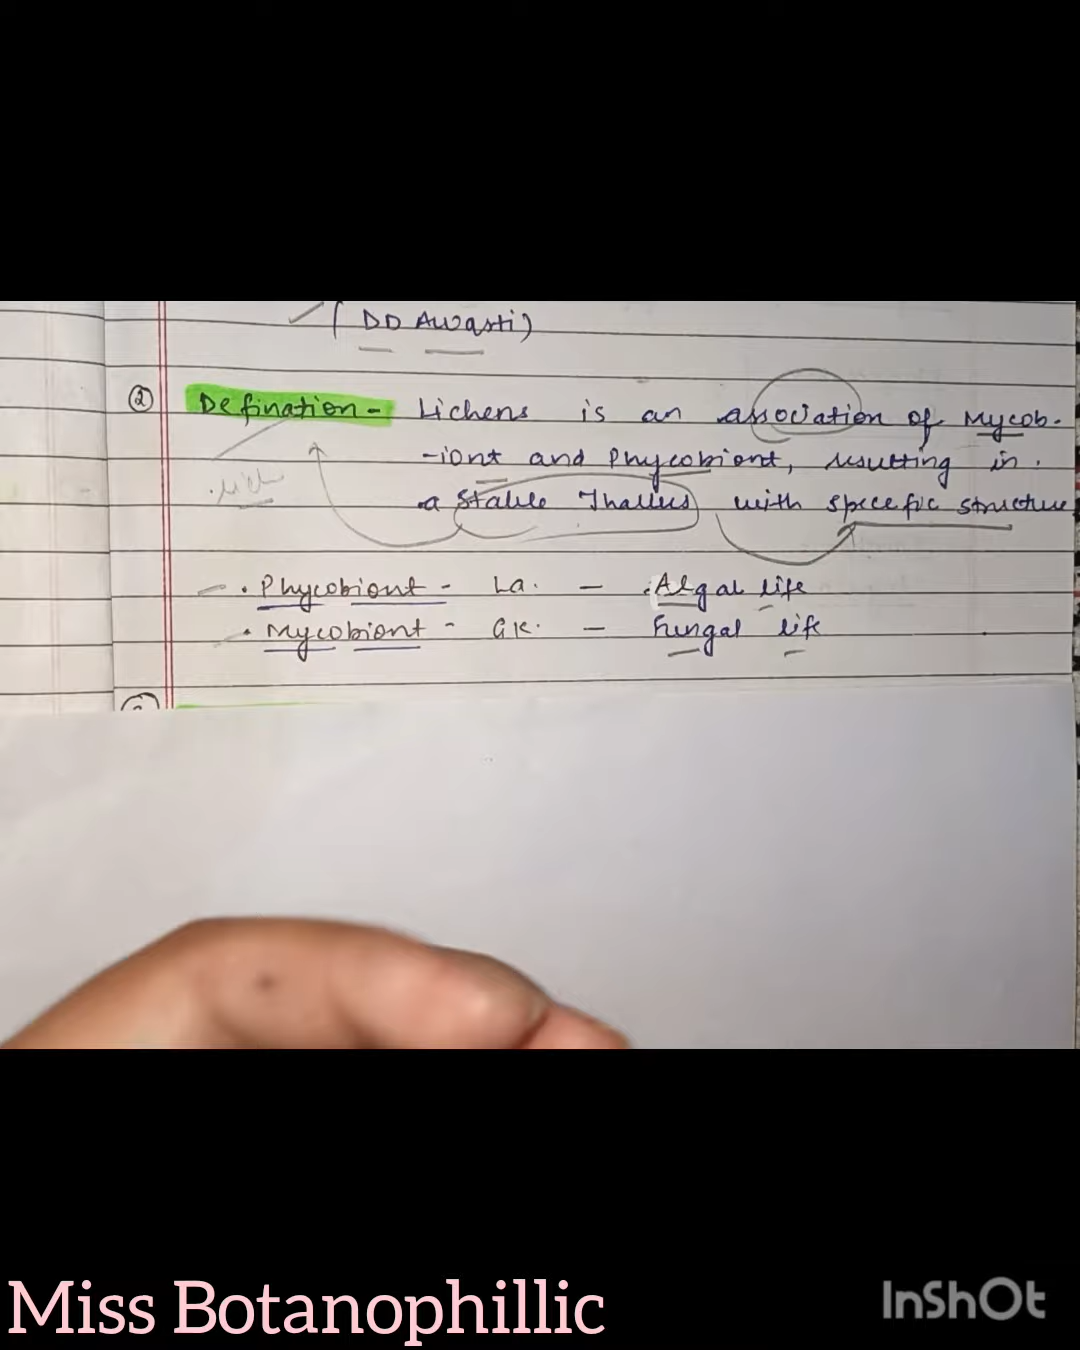 ( DD Awasti )
② Defination - Lichens is an association of Mycob-
-iont and Phycobiont, resulting in
a stable Thallus with specefic structure
• Phycobiont - La. - Algal life
• Mycobiont - GK. - Fungal life
Miss Botanophillic
InShOt